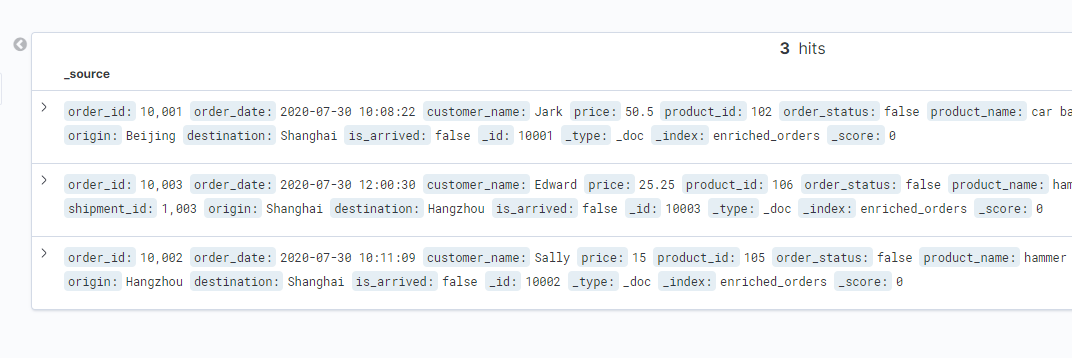 3 hits
_source
order_id: 10,001 order_date: 2020-07-30 10:08:22 customer_name: Jark price: 50.5 product_id: 102 order_status: false product_name: car ba
origin: Beijing destination: Shanghai is_arrived: false _id: 10001 _type: _doc _index: enriched_orders _score: 0
order_id: 10,003 order_date: 2020-07-30 12:00:30 customer_name: Edward price: 25.25 product_id: 106 order_status: false product_name: ham
shipment_id: 1,003 origin: Shanghai destination: Hangzhou is_arrived: false _id: 10003 _type: _doc _index: enriched_orders _score: 0
order_id: 10,002 order_date: 2020-07-30 10:11:09 customer_name: Sally price: 15 product_id: 105 order_status: false product_name: hammer
origin: Hangzhou destination: Shanghai is_arrived: false _id: 10002 _type: _doc _index: enriched_orders _score: 0